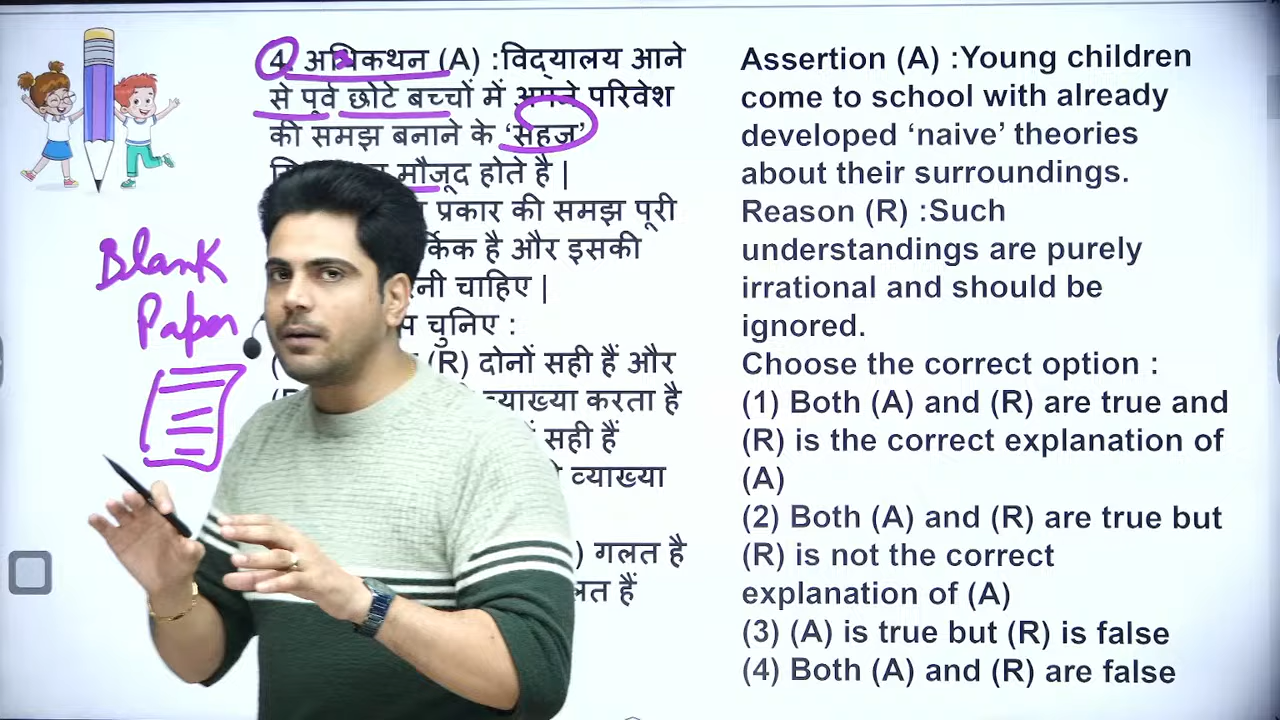 4. अधिकथन (A) :विद्यालय आने
से पूर्व छोटे बच्चों में अपने परिवेश
की समझ बनाने के ‘सहज’
मौजूद होते है |
प्रकार की समझ पूरी
है और इसकी
चाहिए |
चुनिए :
(R) दोनों सही हैं और
व्याख्या करता है
सही हैं
व्याख्या
) गलत है
हैं
Blank
Paper
Assertion (A) :Young children
come to school with already
developed ‘naive’ theories
about their surroundings.
Reason (R) :Such
understandings are purely
irrational and should be
ignored.
Choose the correct option :
(1) Both (A) and (R) are true and
(R) is the correct explanation of
(A)
(2) Both (A) and (R) are true but
(R) is not the correct
explanation of (A)
(3) (A) is true but (R) is false
(4) Both (A) and (R) are false